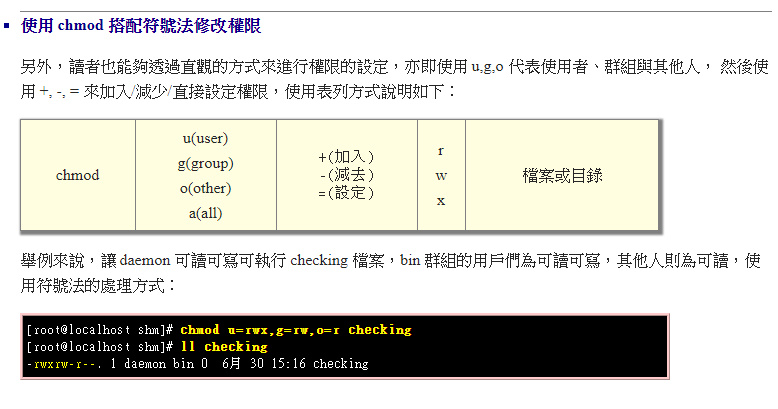 使用 chmod 搭配符號法修改權限
另外，讀者也能夠透過直觀的方式來進行權限的設定，亦即使用 u,g,o 代表使用者、群組與其他人， 然後使
用 +, -, = 來加入/減少/直接設定權限，使用表列方式說明如下：
chmod
u(user)
g(group)
o(other)
a(all)
+(加入)
-(減去)
=(設定)
r
w
x
檔案或目錄
舉例來說，讓 daemon 可讀可寫可執行 checking 檔案，bin 群組的用戶們為可讀可寫，其他人則為可讀，使
用符號法的處理方式：
[root@localhost shm]# chmod u=rwx,g=rw,o=r checking
[root@localhost shm]# ll checking
-rwxrw-r--. 1 daemon bin 0  6月 30 15:16 checking